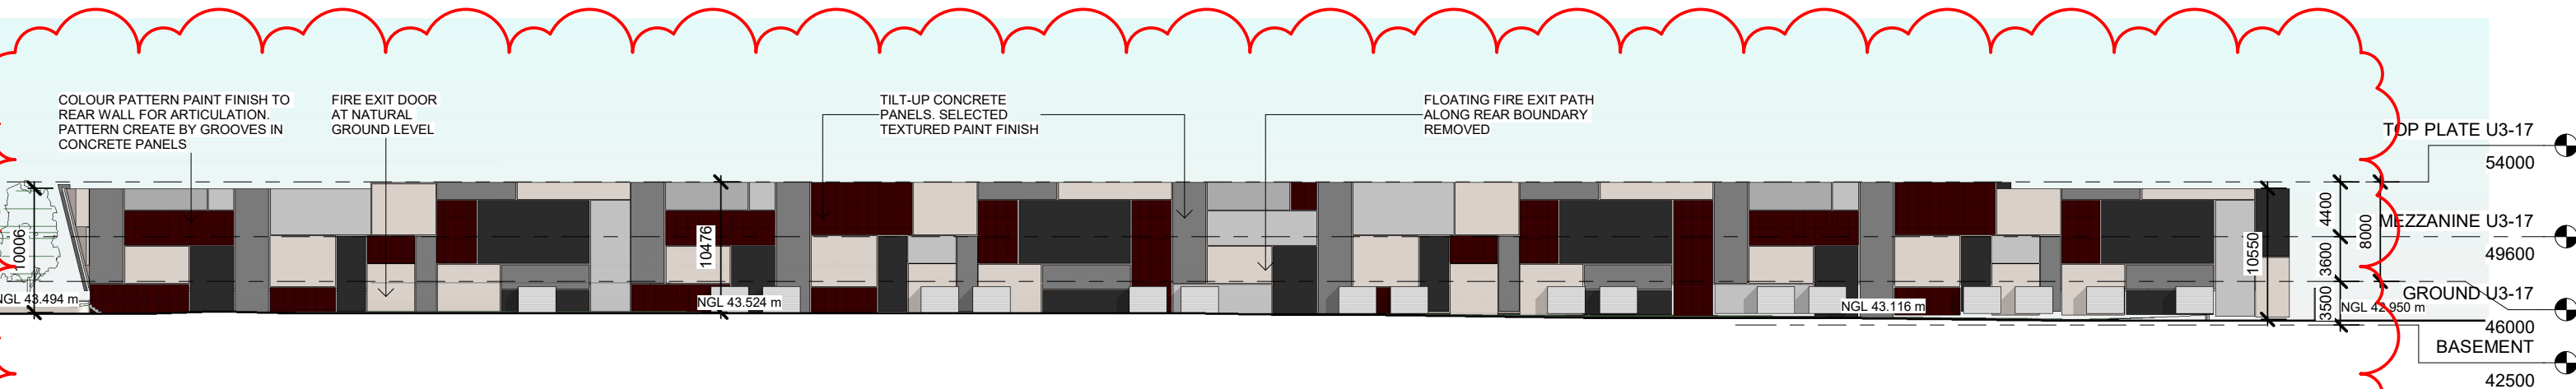 COLOUR PATTERN PAINT FINISH TO
REAR WALL FOR ARTICULATION.
PATTERN CREATE BY GROOVES IN
CONCRETE PANELS
FIRE EXIT DOOR
AT NATURAL
GROUND LEVEL
TILT-UP CONCRETE
PANELS. SELECTED
TEXTURED PAINT FINISH
FLOATING FIRE EXIT PATH
ALONG REAR BOUNDARY
REMOVED
TOP PLATE U3-17
54000
MEZZANINE U3-17
49600
GROUND U3-17
46000
BASEMENT
42500
10006
10476
10550
4400
3600
3500
8000
NGL 43.494 m
NGL 43.524 m
NGL 43.116 m
NGL 42.950 m